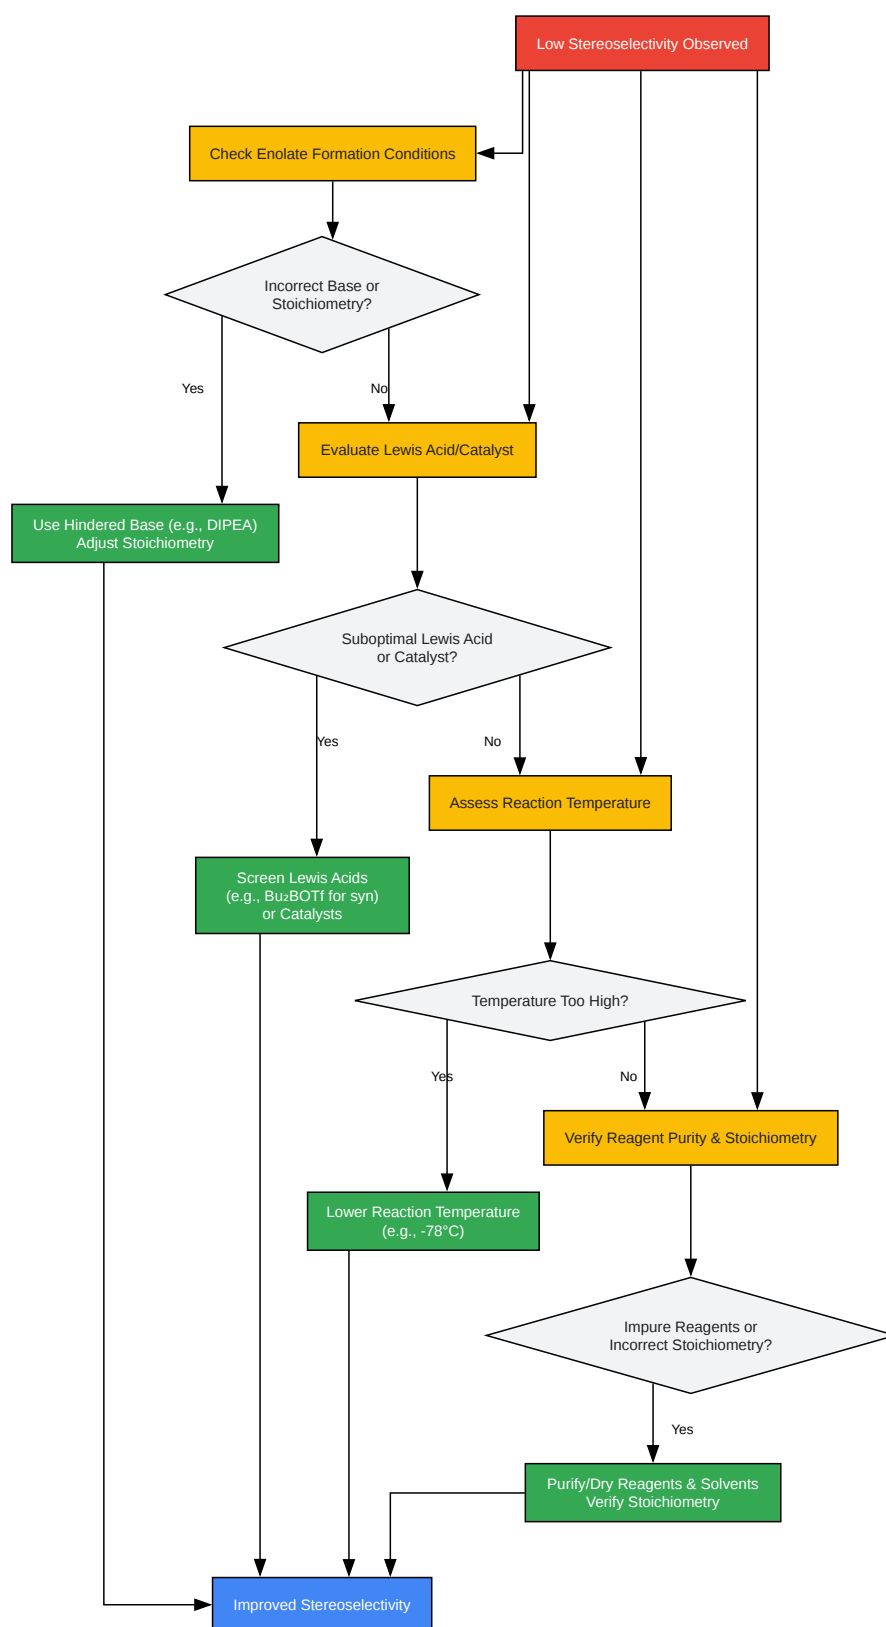 Low Stereoselectivity Observed
Check Enolate Formation Conditions
Incorrect Base or
Stoichiometry?
Yes
No
Evaluate Lewis Acid/Catalyst
Use Hindered Base (e.g., DIPEA)
Adjust Stoichiometry
Suboptimal Lewis Acid
or Catalyst?
Yes
No
Assess Reaction Temperature
Screen Lewis Acids
(e.g., Bu₂BOTf for syn)
or Catalysts
Temperature Too High?
Yes
No
Verify Reagent Purity & Stoichiometry
Lower Reaction Temperature
(e.g., -78°C)
Impure Reagents or
Incorrect Stoichiometry?
Yes
Purify/Dry Reagents & Solvents
Verify Stoichiometry
Improved Stereoselectivity